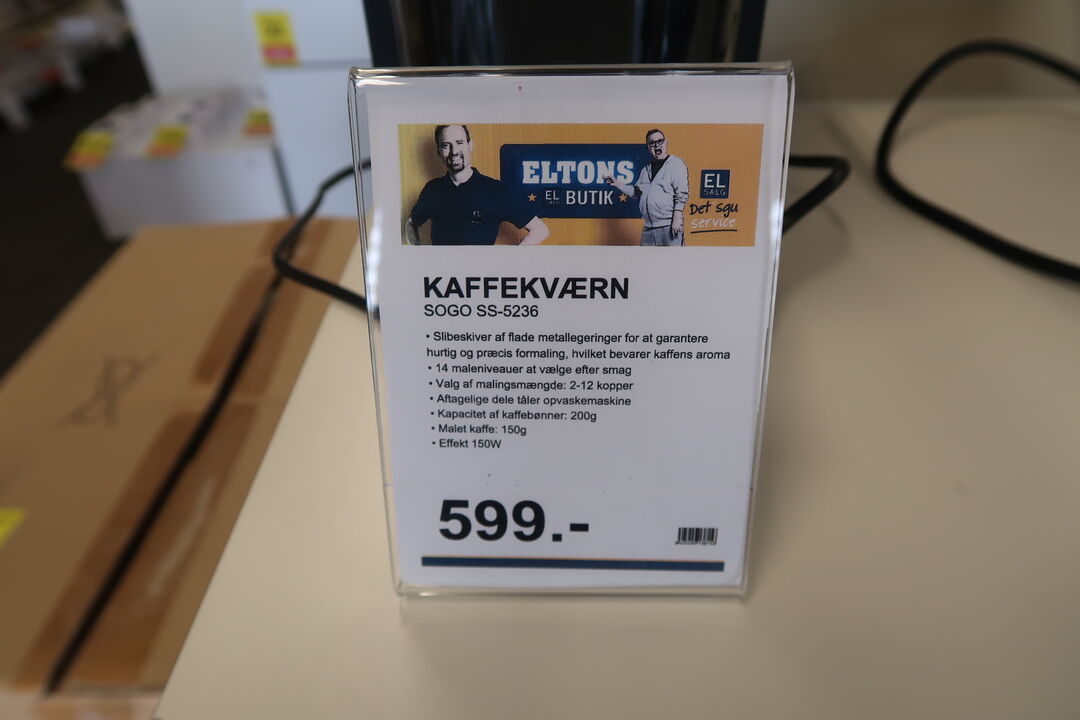 ELTONS
EL
SALG
BUTIK
EL
SALG
Det sgu
service
KAFFEKVÆRN
SOGO SS-5236
• Slibeskiver af flade metallegeringer for at garantere
hurtig og præcis formaling, hvilket bevarer kaffens aroma
• 14 maleniveauer at vælge efter smag
• Valg af malingsmængde: 2-12 kopper
• Aftagelige dele tåler opvaskemaskine
• Kapacitet af kaffebønner: 200g
• Malet kaffe: 150g
• Effekt 150W
599.-